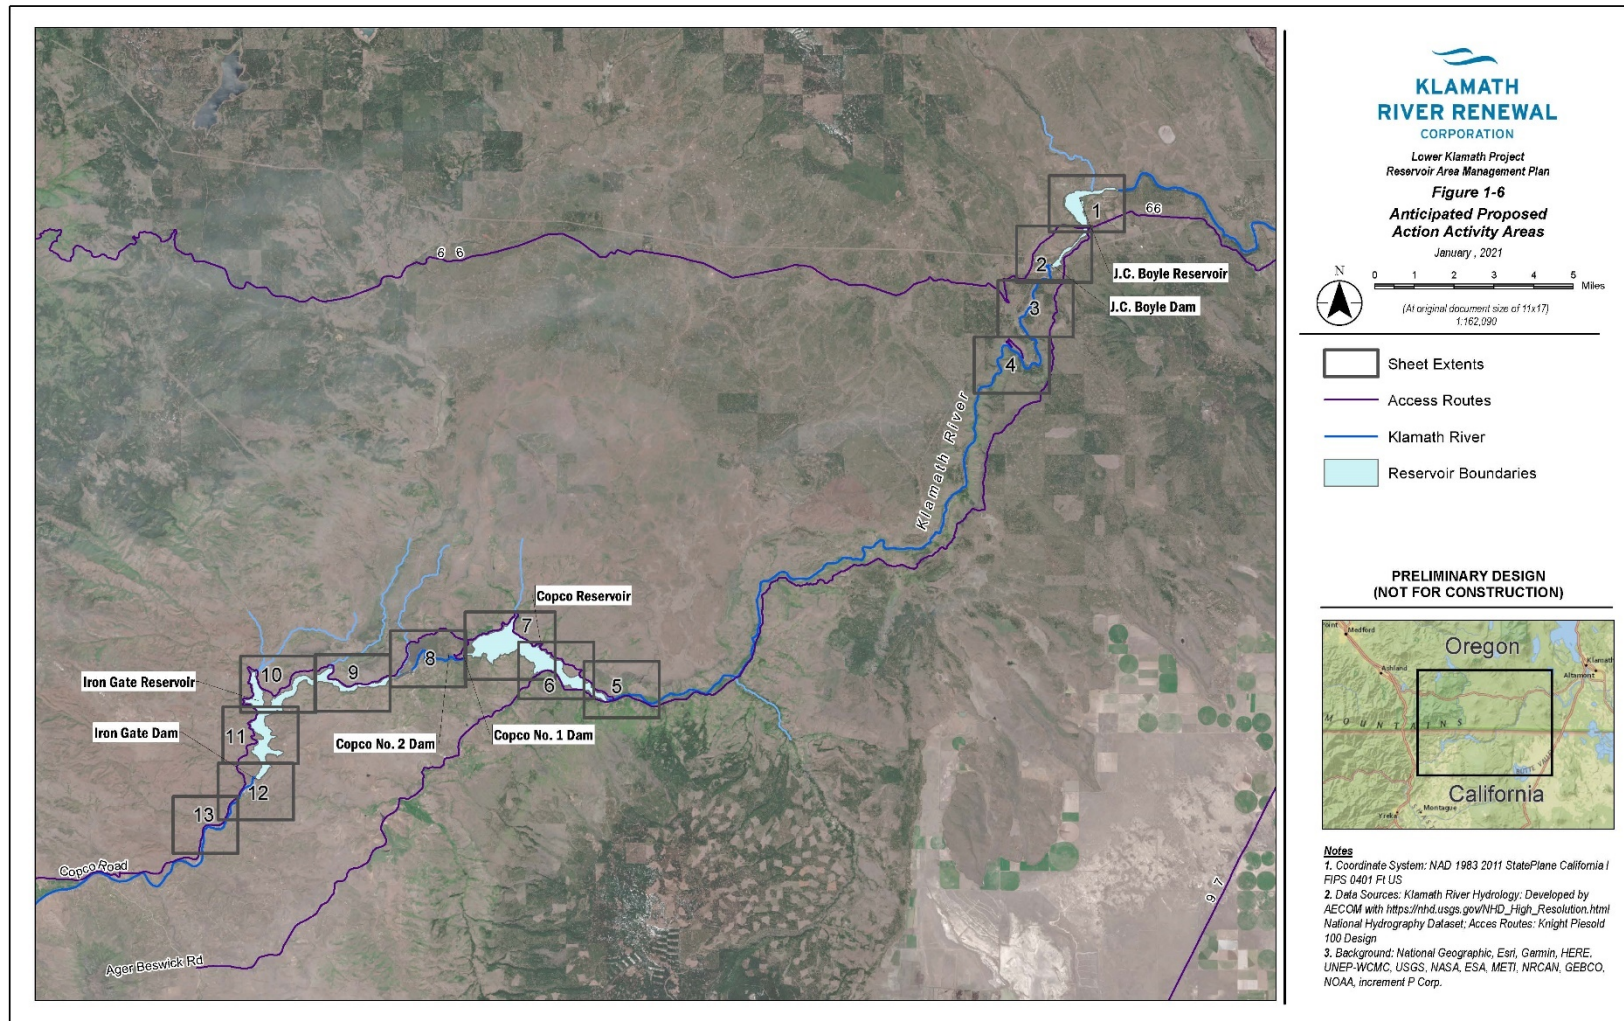 KLAMATH
RIVER RENEWAL
CORPORATION
Lower Klamath Project
Reservoir Area Management Plan
Figure 1-6
Anticipated Proposed
Action Activity Areas
January , 2021
N
0 1 2 3 4 5
Miles
(At original document size of 11x17)
1:162,090
Sheet Extents
Access Routes
Klamath River
Reservoir Boundaries
PRELIMINARY DESIGN
(NOT FOR CONSTRUCTION)
Medford
Ashland
Oregon
Klamath
Altamont
MOUNTAINS
Montague
Yreka
California
Notes
1. Coordinate System: NAD 1983 2011 StatePlane California I
FIPS 0401 Ft US
2. Data Sources: Klamath River Hydrology: Developed by
AECOM with https://nhd.usgs.gov/NHD_High_Resolution.html
National Hydrography Dataset; Acces Routes: Knight Piesold
100 Design
3. Background: National Geographic, Esri, Garmin, HERE,
UNEP-WCMC, USGS, NASA, ESA, METI, NRCAN, GEBCO,
NOAA, increment P Corp.
66
1
66
2
J.C. Boyle Reservoir
3
J.C. Boyle Dam
4
Klamath River
Copco Reservoir
7
8
10
9
Iron Gate Reservoir
6
5
11
Iron Gate Dam
Copco No. 2 Dam
Copco No. 1 Dam
12
13
Copco Road
97
Ager Beswick Rd